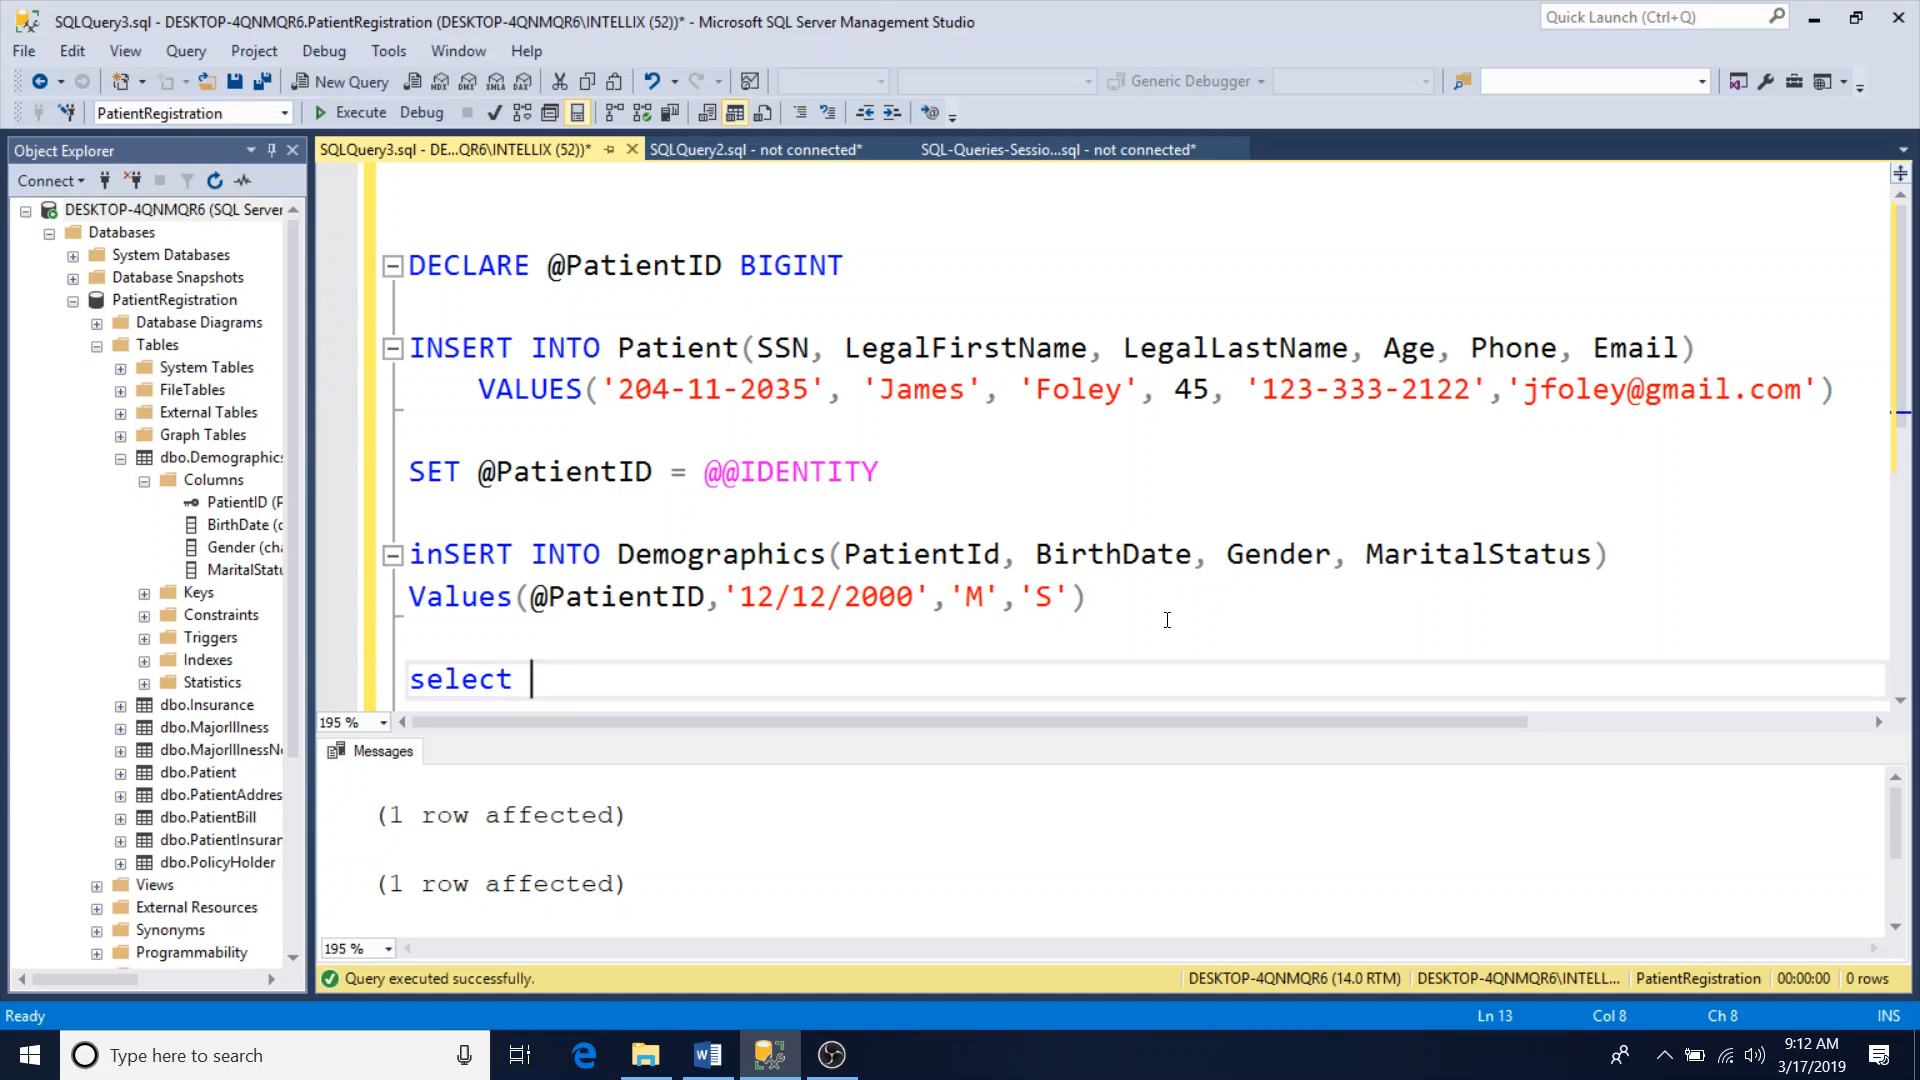 SQLQuery3.sql - DESKTOP-4QNMQR6.PatientRegistration (DESKTOP-4QNMQR6\INTELLIX (52))* - Microsoft SQL Server Management Studio
Quick Launch (Ctrl+Q)
File Edit View Query Project Debug Tools Window Help
New Query
MDX DMX XMLA DAX
Generic Debugger
PatientRegistration
Execute Debug
Object Explorer
SQLQuery3.sql - DE...QR6\INTELLIX (52))* SQLQuery2.sql - not connected* SQL-Queries-Sessio...sql - not connected*
Connect
DESKTOP-4QNMQR6 (SQL Server
Databases
System Databases
Database Snapshots
PatientRegistration
Database Diagrams
Tables
System Tables
FileTables
External Tables
Graph Tables
dbo.Demographics
Columns
PatientID (P
BirthDate (d
Gender (cha
MaritalStatu
Keys
Constraints
Triggers
Indexes
Statistics
dbo.Insurance
dbo.MajorIllness
dbo.MajorIllnessNo
dbo.Patient
dbo.PatientAddres
dbo.PatientBill
dbo.PatientInsuran
dbo.PolicyHolder
Views
External Resources
Synonyms
Programmability
DECLARE @PatientID BIGINT
INSERT INTO Patient(SSN, LegalFirstName, LegalLastName, Age, Phone, Email)
VALUES('204-11-2035', 'James', 'Foley', 45, '123-333-2122','jfoley@gmail.com')
SET @PatientID = @@IDENTITY
inSERT INTO Demographics(PatientId, BirthDate, Gender, MaritalStatus)
Values(@PatientID,'12/12/2000','M','S')
select
195 %
Messages
(1 row affected)
(1 row affected)
195 %
Query executed successfully.
DESKTOP-4QNMQR6 (14.0 RTM) DESKTOP-4QNMQR6\INTELL... PatientRegistration 00:00:00 0 rows
Ready
Ln 13 Col 8 Ch 8 INS
Type here to search
9:12 AM
3/17/2019